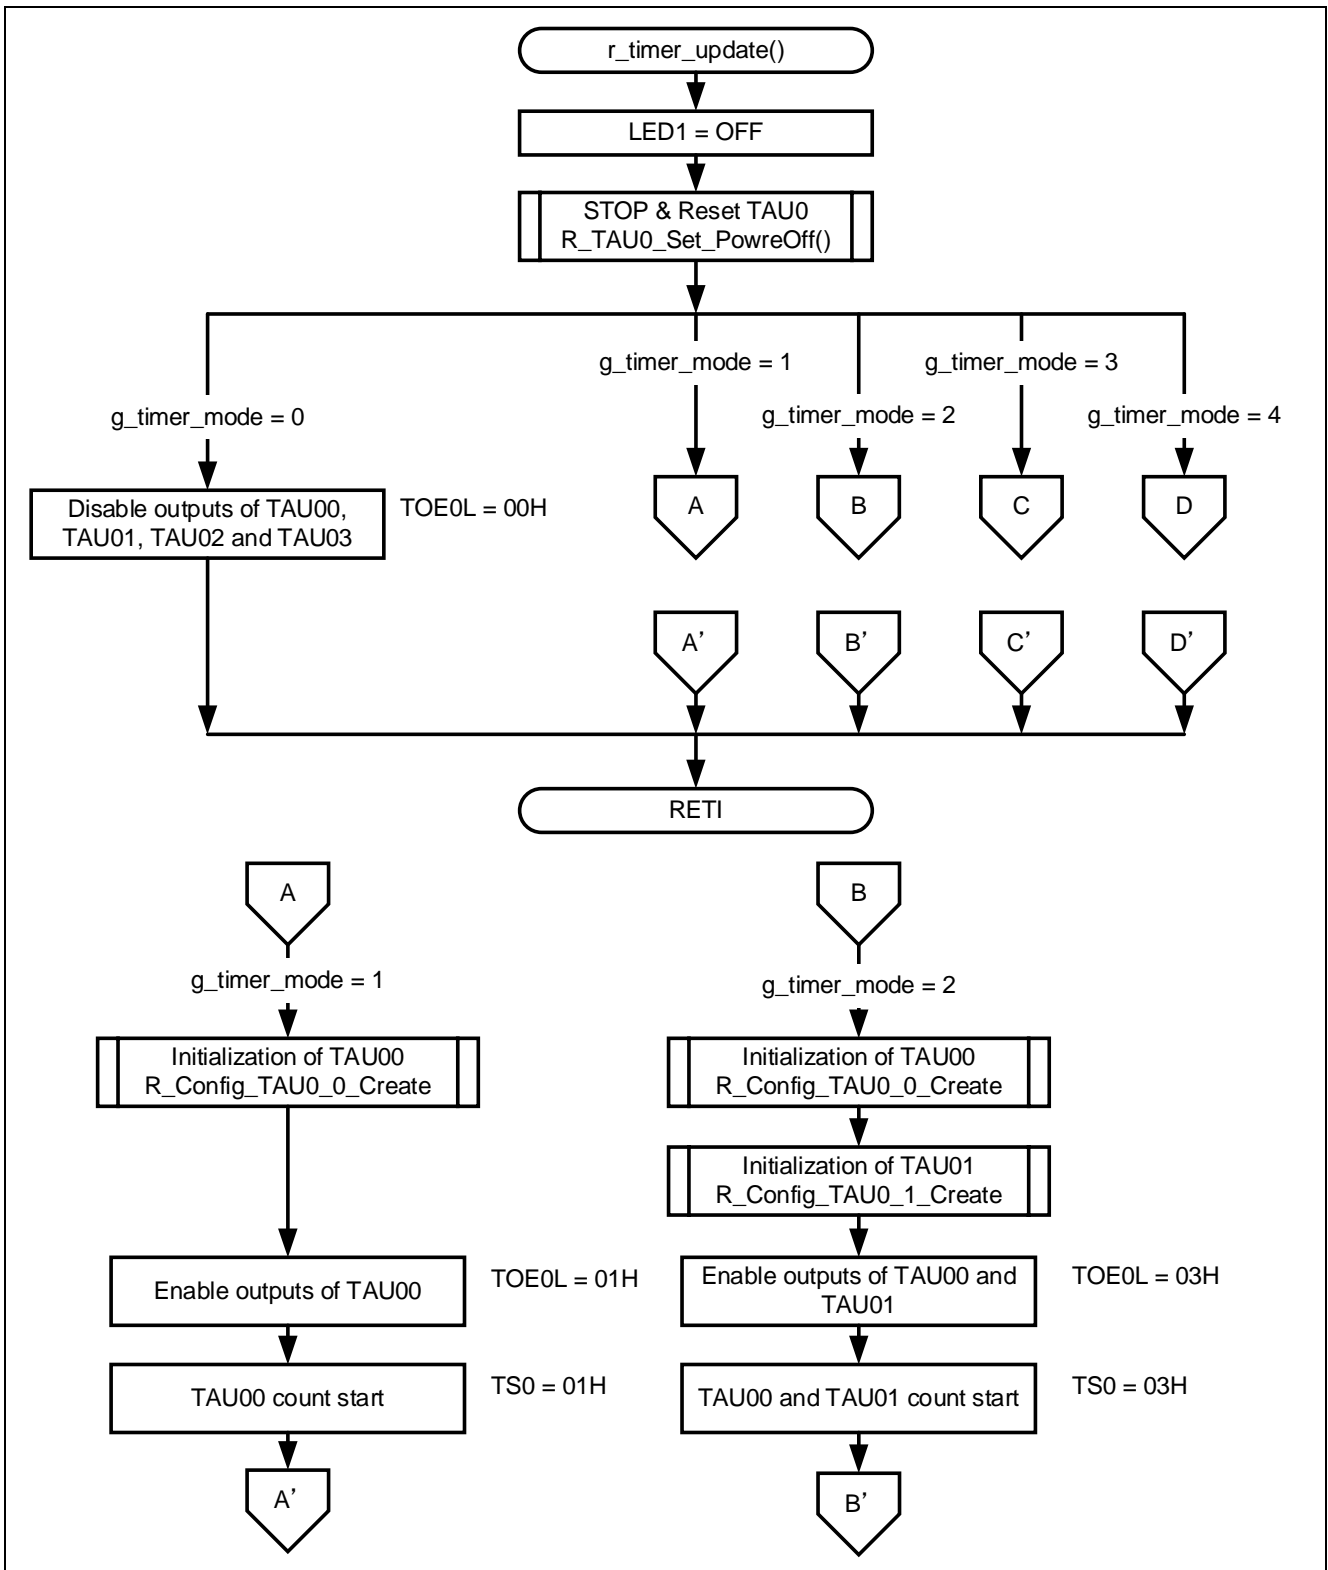 r_timer_update()
LED1 = OFF
STOP & Reset TAU0
R_TAU0_Set_PowreOff()
g_timer_mode = 1
g_timer_mode = 3
g_timer_mode = 0
g_timer_mode = 2
g_timer_mode = 4
Disable outputs of TAU00,
TAU01, TAU02 and TAU03
TOE0L = 00H
A
B
C
D
A’
B’
C’
D’
RETI
A
g_timer_mode = 1
Initialization of TAU00
R_Config_TAU0_0_Create
Enable outputs of TAU00
TOE0L = 01H
TAU00 count start
TS0 = 01H
A’
B
g_timer_mode = 2
Initialization of TAU00
R_Config_TAU0_0_Create
Initialization of TAU01
R_Config_TAU0_1_Create
Enable outputs of TAU00 and
TAU01
TOE0L = 03H
TAU00 and TAU01 count start
TS0 = 03H
B’